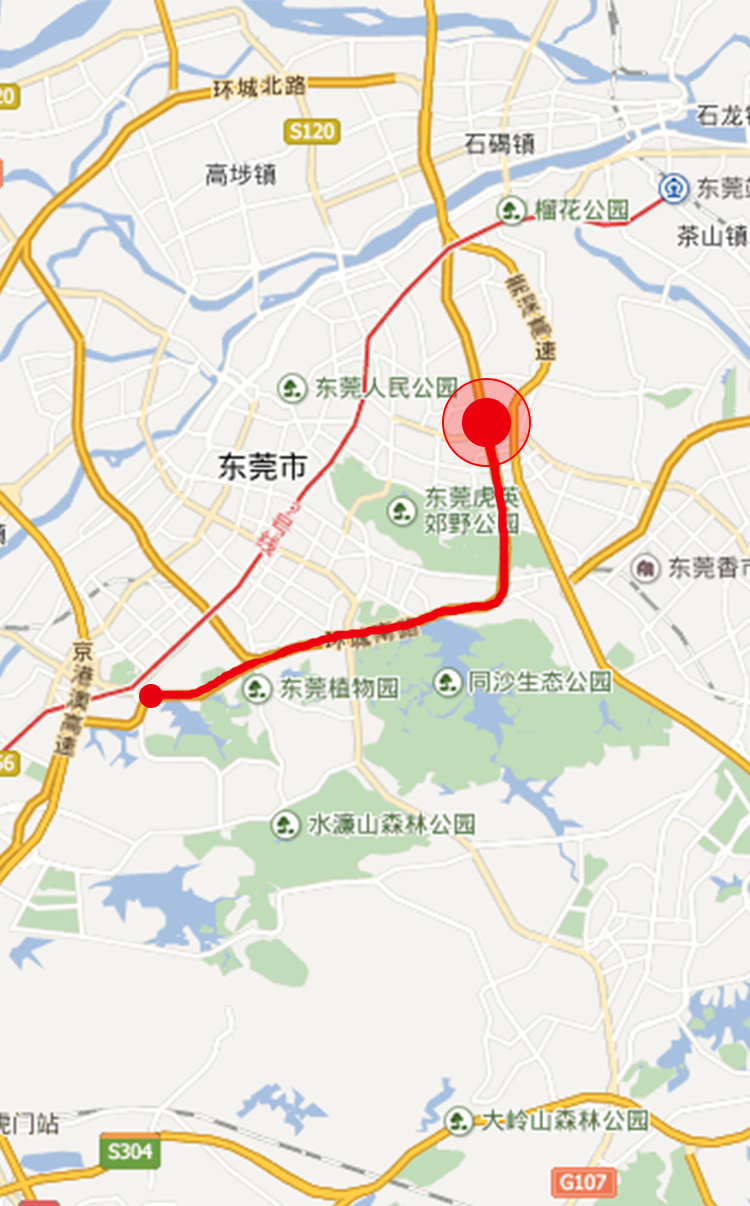 20
环城北路
S120
石龙镇
石碣镇
高埗镇
东莞
榴花公园
茶山镇
莞深高速
东莞人民公园
东莞市
东莞虎英
郊野公园
2号线
东莞香市
环城南路
京港澳高速
东莞植物园
同沙生态公园
66
水濂山森林公园
虎门站
大岭山森林公园
S304
G107